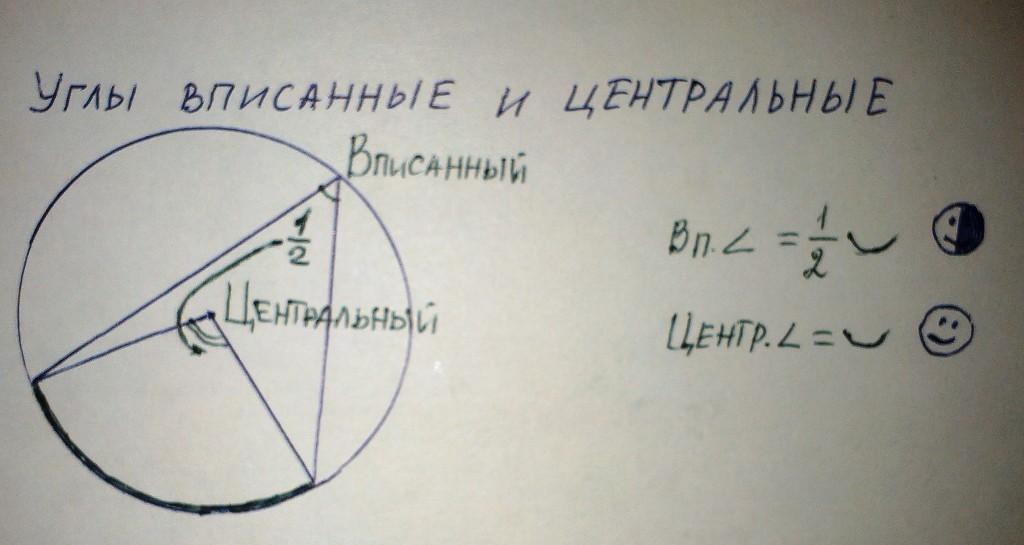 УГЛЫ ВПИСАННЫЕ И ЦЕНТРАЛЬНЫЕ
ВПИСАННЫЙ
1/2
ЦЕНТРАЛЬНЫЙ
Вп.∠ = 1/2 ◡
ЦЕНТР.∠ = ◡